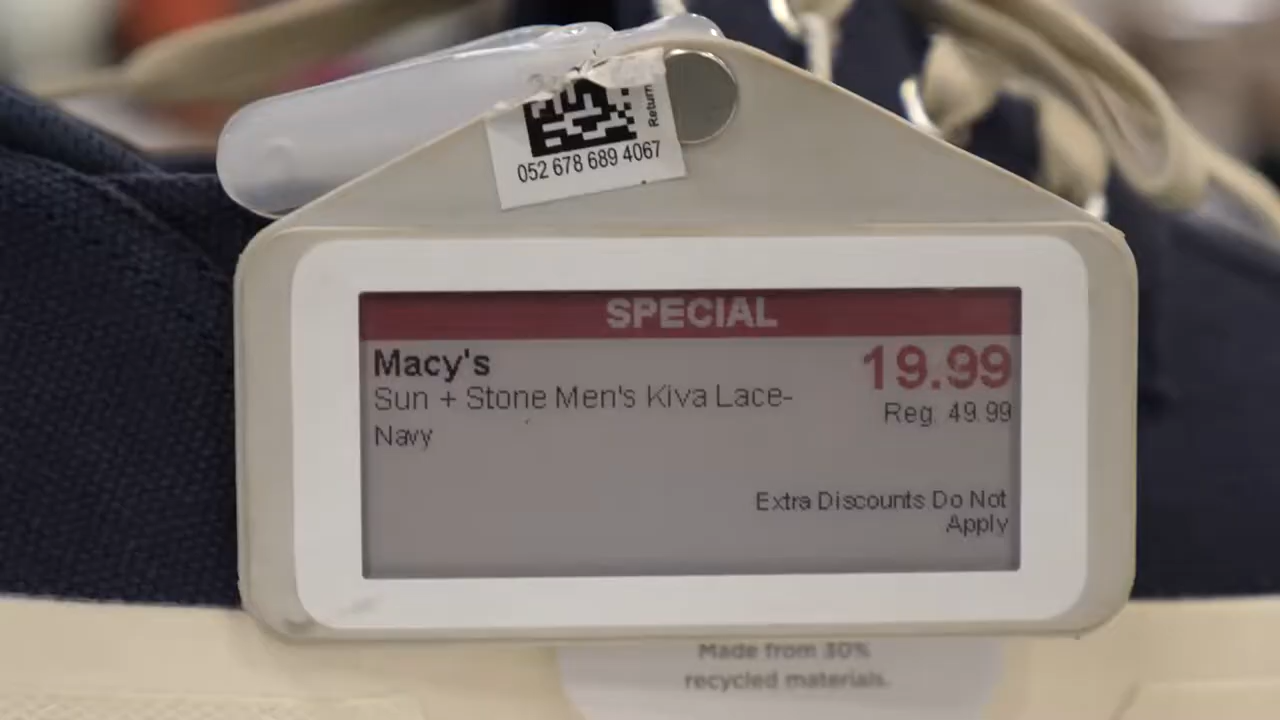 Return
052 678 689 4067
SPECIAL
Macy's
19.99
Sun + Stone Men's Kiva Lace-
Reg. 49.99
Navy
Extra Discounts Do Not
Apply
Made from 30%
recycled materials.